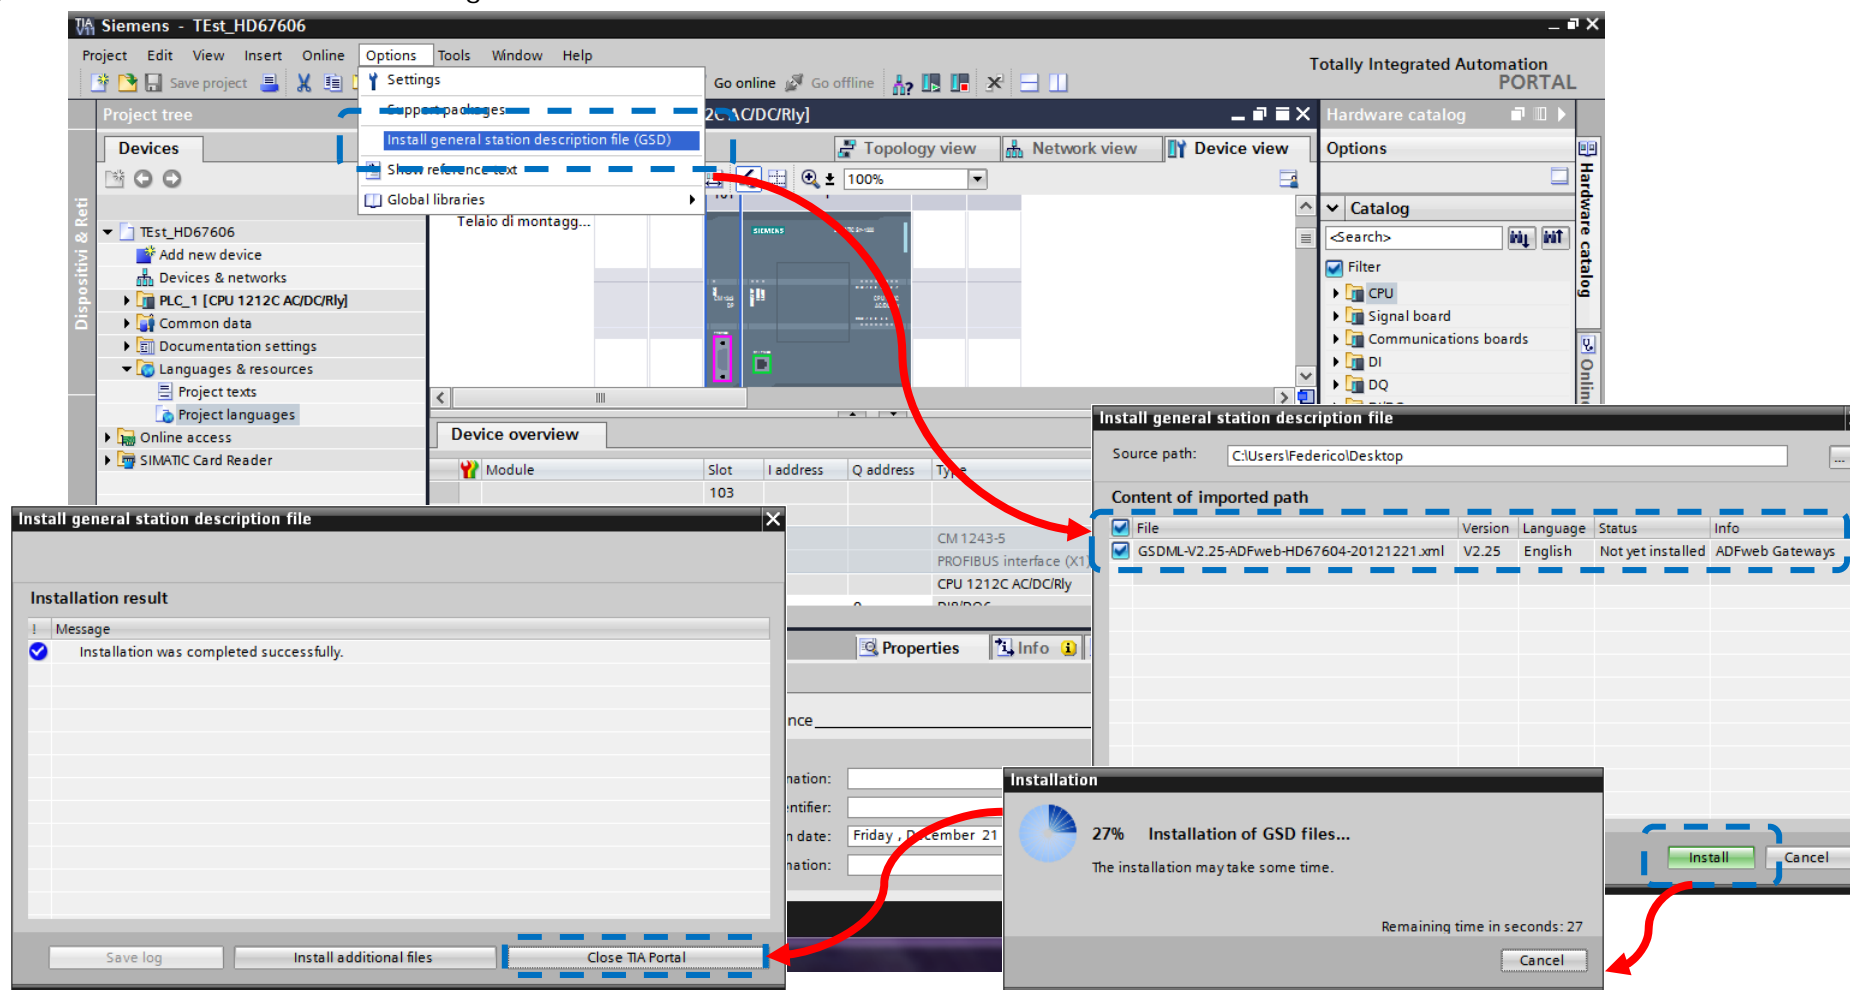 Siemens - TEst_HD67606
Project Edit View Insert Online Options Tools Window Help
Totally Integrated Automation
PORTAL
Save project
Go online Go offline
Settings
Support packages
Install general station description file (GSD)
Show reference text
Global libraries
Project tree
Devices
Dispositivi & Reti
TEst_HD67606
Add new device
Devices & networks
PLC_1 [CPU 1212C AC/DC/Rly]
Common data
Documentation settings
Languages & resources
Project texts
Project languages
Online access
SIMATIC Card Reader
2C AC/DC/Rly]
Topology view Network view Device view
100%
Telaio di montagg...
SIEMENS
Device overview
Module Slot I address Q address Type
103
CM 1243-5
PROFIBUS interface (X1)
CPU 1212C AC/DC/Rly
Properties Info
nce
nation:
entifier:
n date: Friday , December 21
nation:
Hardware catalog
Options
Catalog
<Search>
Filter
CPU
Signal board
Communications boards
DI
DQ
Hardware catalog
Install general station description file
Source path: C:\Users\Federico\Desktop
...
Content of imported path
File Version Language Status Info
GSDML-V2.25-ADFweb-HD67604-20121221.xml V2.25 English Not yet installed ADFweb Gateways
Install Cancel
Installation
27% Installation of GSD files...
The installation may take some time.
Remaining time in seconds: 27
Cancel
Install general station description file
Installation result
! Message
Installation was completed successfully.
Save log Install additional files Close TIA Portal